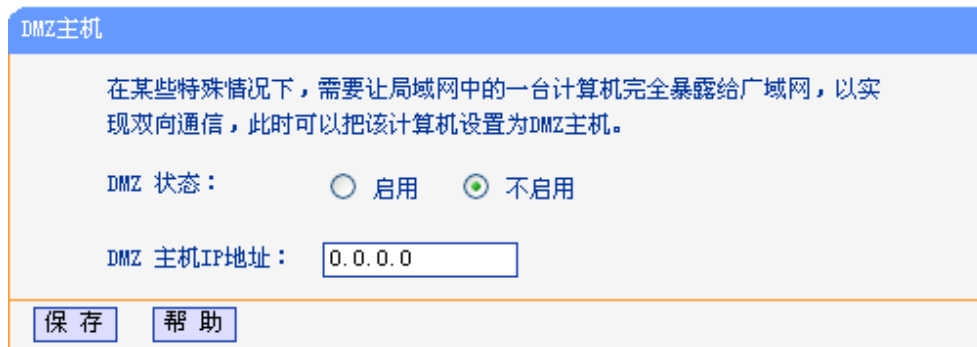 DMZ主机
在某些特殊情况下，需要让局域网中的一台计算机完全暴露给广域网，以实
现双向通信，此时可以把该计算机设置为DMZ主机。
DMZ 状态： 启用 不启用
DMZ 主机IP地址： 0.0.0.0
保 存 帮 助